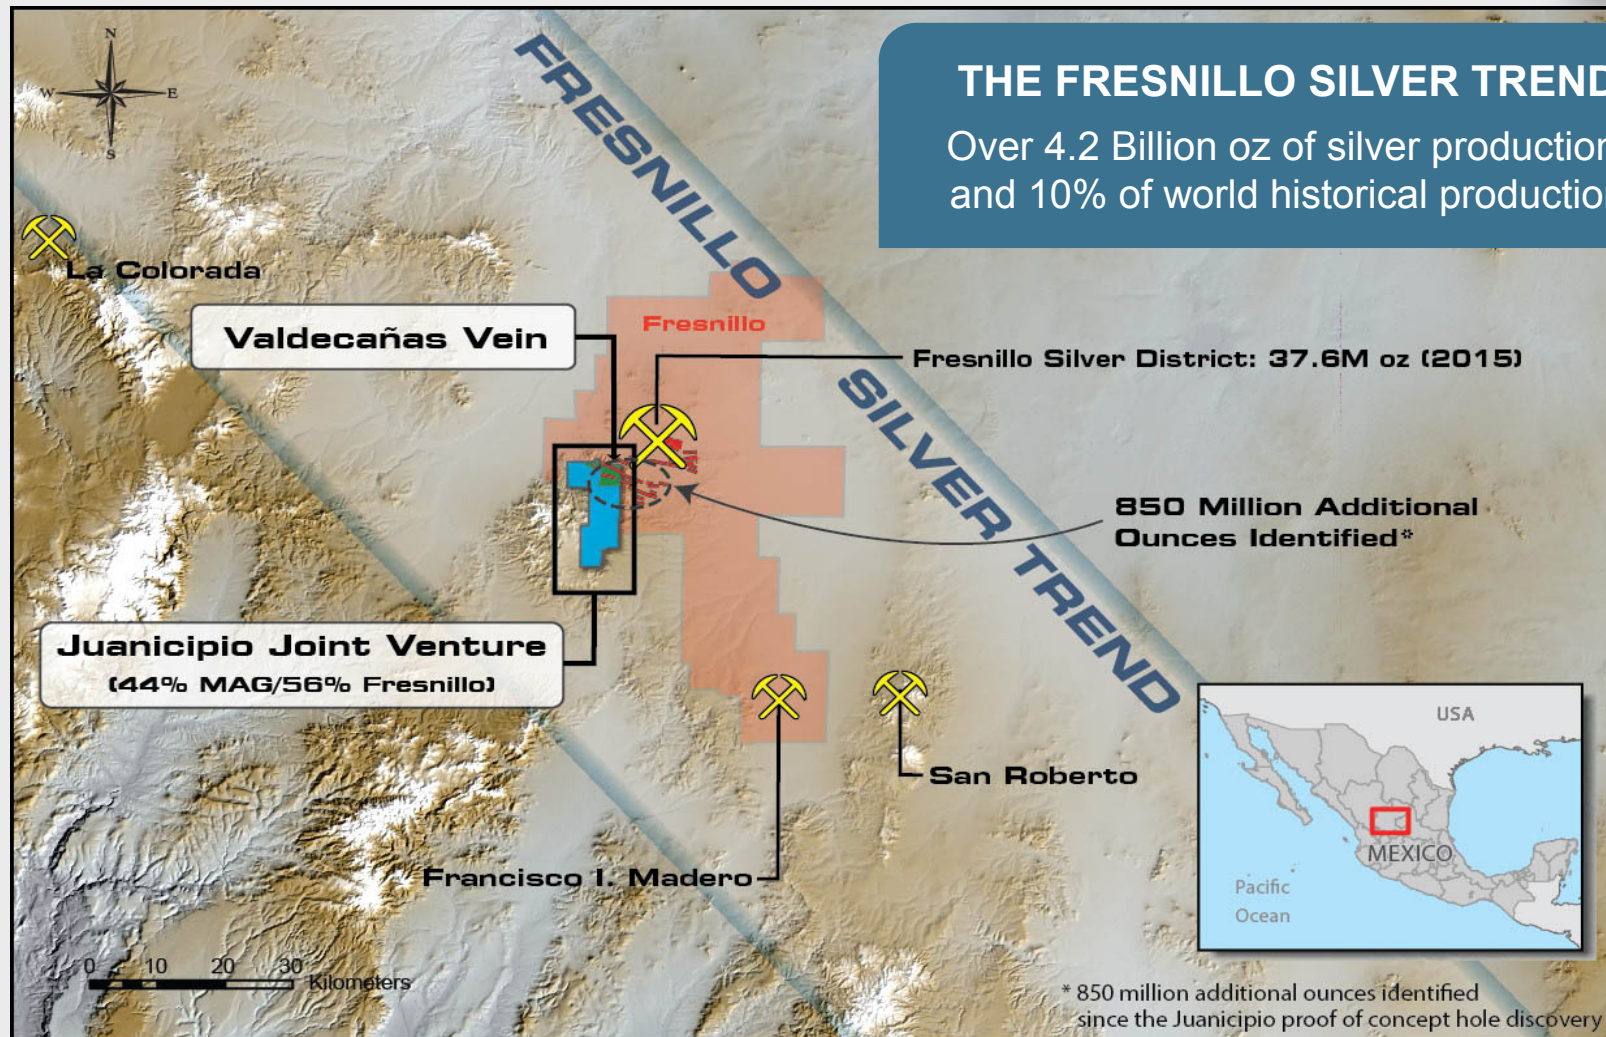 N
W
E
S
THE FRESNILLO SILVER TREND
Over 4.2 Billion oz of silver production
and 10% of world historical production
FRESNILLO
SILVER TREND
La Colorada
Valdecañas Vein
Fresnillo
Fresnillo Silver District: 37.6M oz (2015)
850 Million Additional
Ounces Identified*
Juanicipio Joint Venture
(44% MAG/56% Fresnillo)
San Roberto
Francisco I. Madero
USA
MEXICO
Pacific
Ocean
0 10 20 30
Kilometers
* 850 million additional ounces identified
since the Juanicipio proof of concept hole discovery